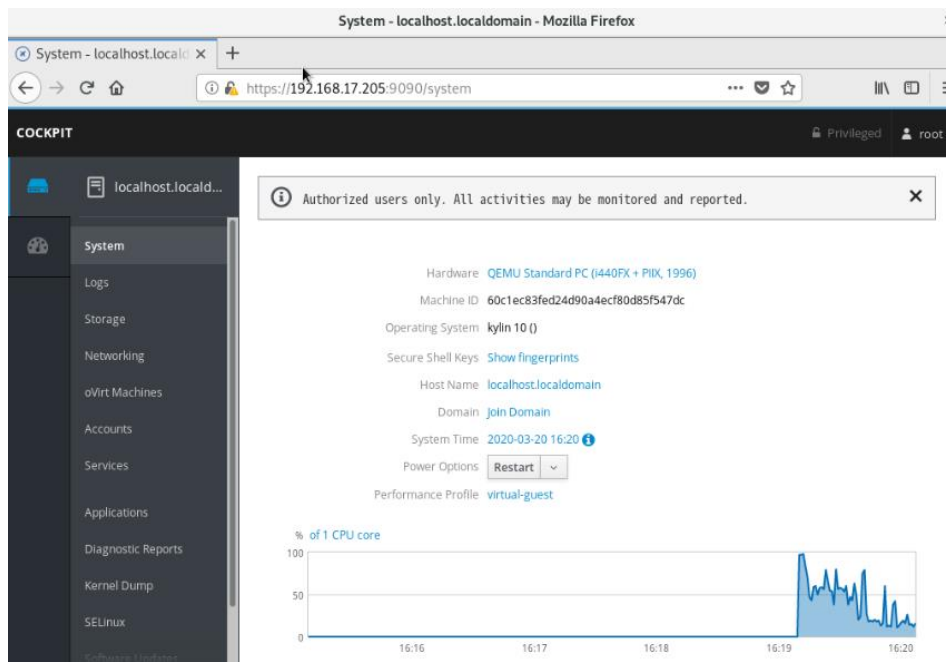 System - localhost.localdomain - Mozilla Firefox
System - localhost.locald
https://192.168.17.205:9090/system
COCKPIT
Privileged
root
localhost.locald...
Authorized users only. All activities may be monitored and reported.
System
Logs
Storage
Networking
oVirt Machines
Accounts
Services
Applications
Diagnostic Reports
Kernel Dump
SELinux
Software Updates
Hardware QEMU Standard PC (i440FX + PIIX, 1996)
Machine ID 60c1ec83fed24d90a4ecf80d85f547dc
Operating System kylin 10 ()
Secure Shell Keys Show fingerprints
Host Name localhost.localdomain
Domain Join Domain
System Time 2020-03-20 16:20
Power Options Restart
Performance Profile virtual-guest
% of 1 CPU core
100
50
0
16:16 16:17 16:18 16:19 16:20